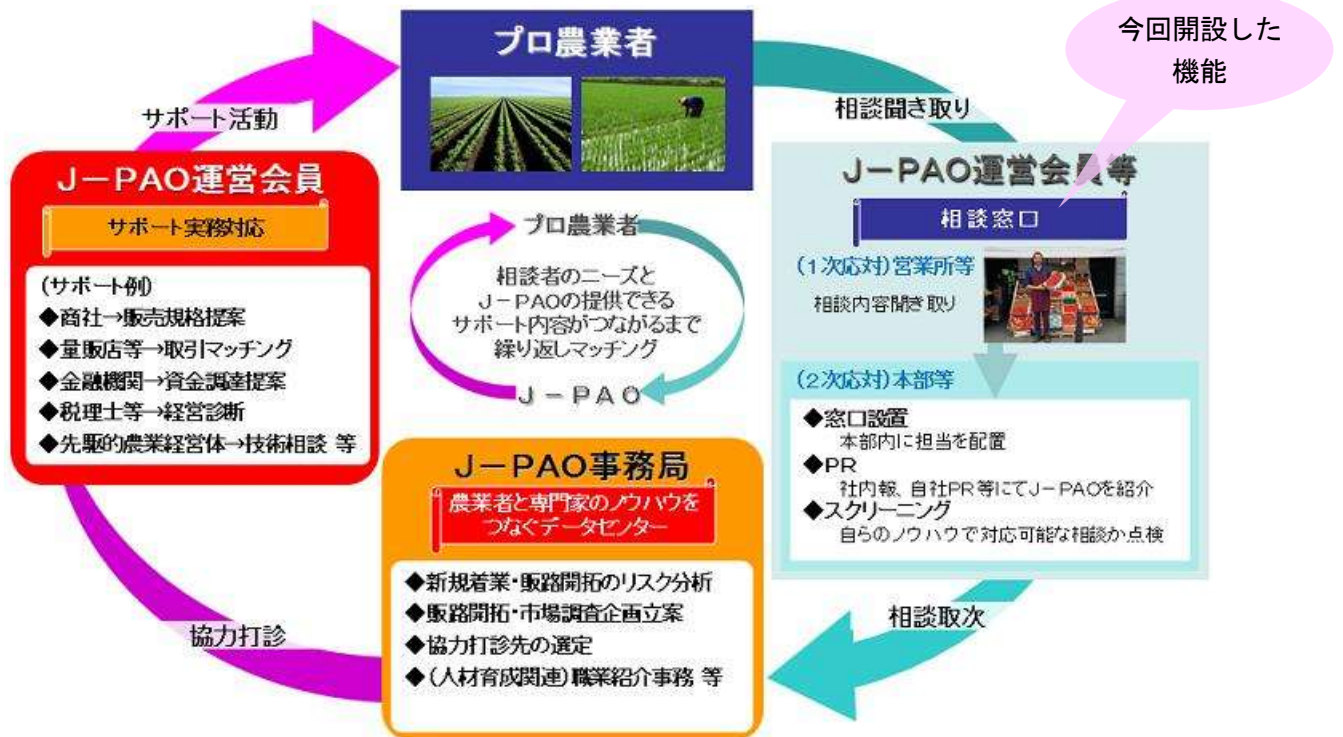 今回開設した
機能
プロ農業者
サポート活動
相談聞き取り
J－PAO運営会員
サポート実務対応
(サポート例)
◆商社→販売規格提案
◆量販店等→取引マッチング
◆金融機関→資金調達提案
◆税理士等→経営診断
◆先駆的農業経営体→技術相談 等
プロ農業者
相談者のニーズと
J－PAOの提供できる
サポート内容がつながるまで
繰り返しマッチング
J－PAO
J－PAO運営会員等
相談窓口
(1次応対)営業所等
相談内容聞き取り
(2次応対)本部等
◆窓口設置
本部内に担当を配置
◆PR
社内報、自社PR等にてJ－PAOを紹介
◆スクリーニング
自らのノウハウで対応可能な相談か点検
J－PAO事務局
農業者と専門家のノウハウを
つなぐデータセンター
◆新規着業・販路開拓のリスク分析
◆販路開拓・市場調査企画立案
◆協力打診先の選定
◆(人材育成関連)職業紹介事務 等
協力打診
相談取次